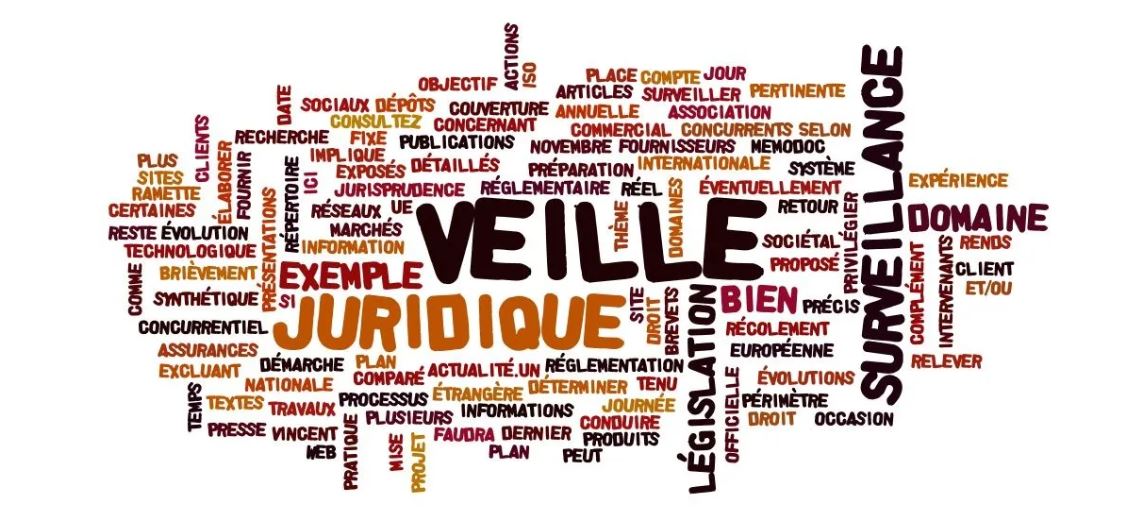 ACTIONS
ISO
OBJECTIF
PLACE COMPTE JOUR
ARTICLES SURVEILLER PERTINENTE
DATE
SOCIAUX DÉPÔTS COUVERTURE ANNUELLE ASSOCIATION
CONSULTEZ CONCERNANT
COMMERCIAL CONCURRENTS SELON
CLIENTS
RECHERCHE FIXE PUBLICATIONS NOVEMBRE FOURNISSEURS MEMODOC
SURVEILLANCE
PLUS
ÉLABORER
FOURNIR
RÉPERTOIRE
IMPLIQUE
EXPOSÉS DÉTAILLÉS PRÉPARATION INTERNATIONALE SYSTÈME
SITES
ICI
RAMETTE
JURISPRUDENCE RÉGLEMENTAIRE RÉEL
DOMAINES
ÉVENTUELLEMENT
EXPÉRIENCE
CERTAINES
PRÉSENTATIONS
RÉSEAUX UE
VEILLE
THÈME
RETOUR
PRIVILÉGIER
DOMAINE
RESTE ÉVOLUTION
MARCHÉS
TECHNOLOGIQUE
INFORMATION
SOCIÉTAL
RENDS
COMME
BRIÈVEMENT
EXEMPLE
PROPOSÉ
COMPLÉMENT
INTERVENANTS
CLIENT
SYNTHÉTIQUE
SI
JURIDIQUE
SITE
DROIT
BREVETS
LÉGISLATION
BIEN
PRÉCIS
ET/OU
CONCURRENTIEL
RÉCOLEMENT
ASSURANCES
EUROPÉENNE
EXCLUANT
DÉMARCHE PLAN
ACTUALITÉ.UN RÉGLEMENTATION
RELEVER
NATIONALE
COMPARÉ
ÉTRANGÈRE DÉTERMINER TENU
OFFICIELLE
ÉVOLUTIONS
TEMPS
TEXTES
TRAVAUX
PROCESSUS
INFORMATIONS
JOURNÉE
PÉRIMÈTRE
PLUSIEURS
CONDUIRE
DROIT OCCASION
PRESSE VINCENT
PRATIQUE
MISE
PROJET
FAUDRA DERNIER PRODUITS
WEB
PLAN
PEUT